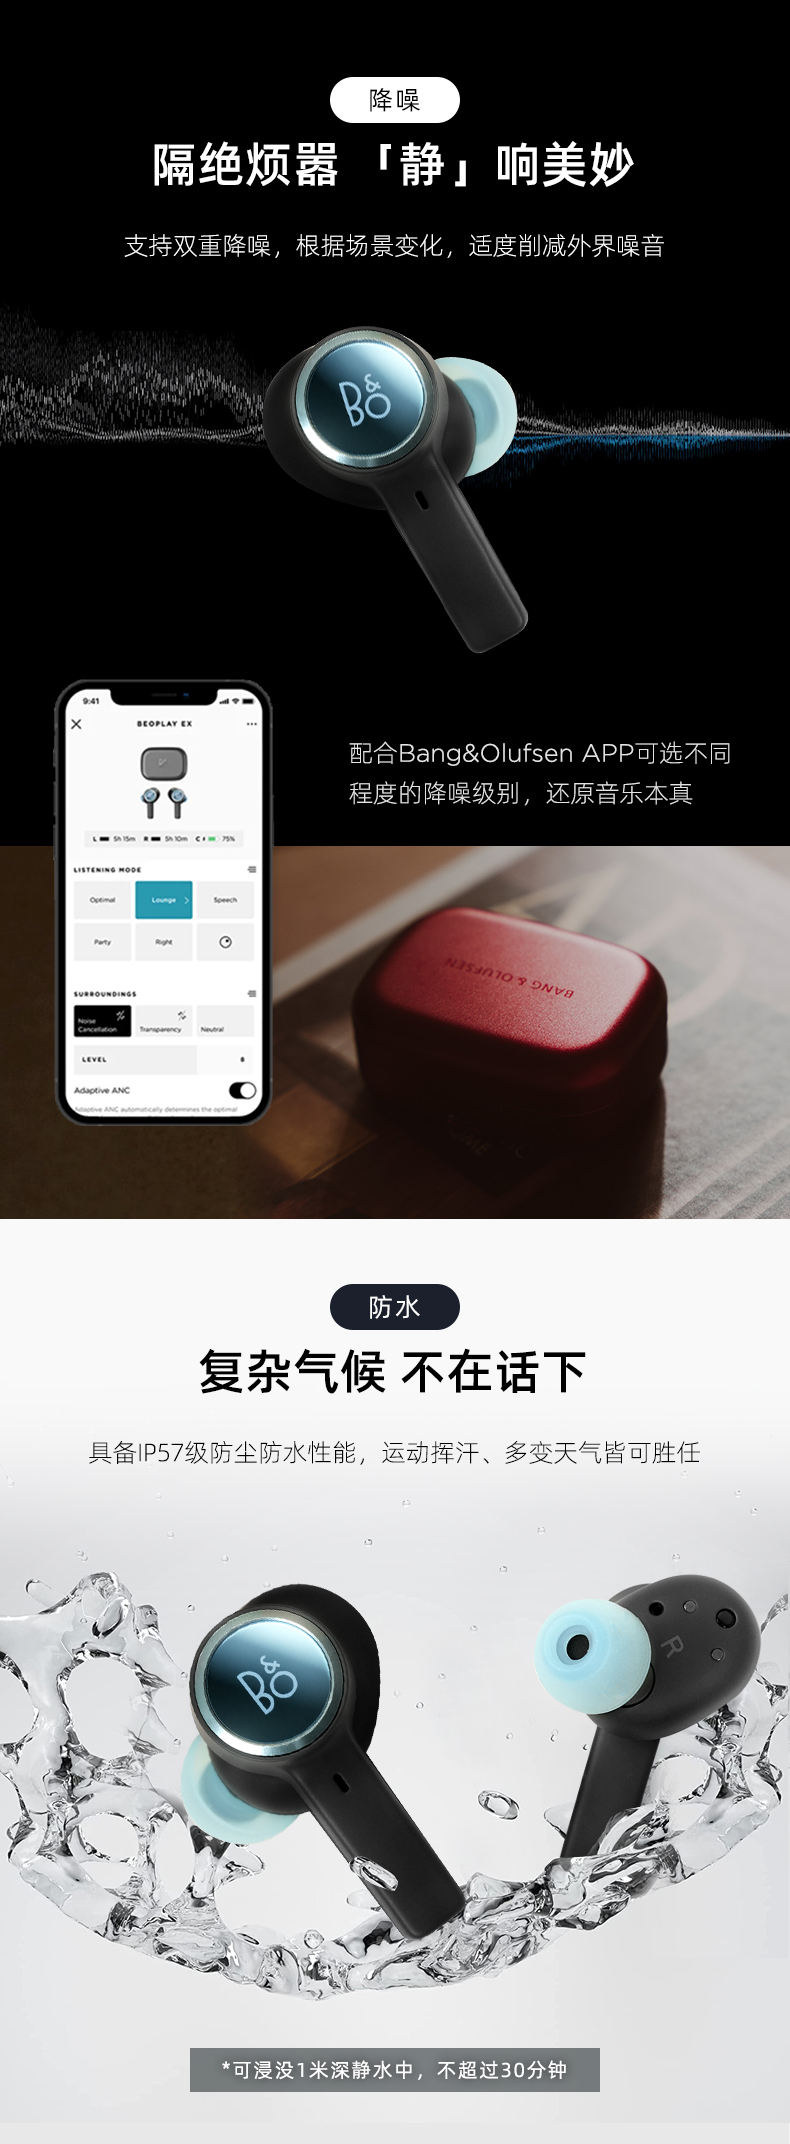 降噪
隔绝烦嚣 「静」响美妙
支持双重降噪，根据场景变化，适度削减外界噪音
B&O
9:41
BEOPLAY EX
L 5h 15m R 5h 10m C 75%
LISTENING MODE
Optimal Lounge Speech
Party Right
SURROUNDINGS
Noise Cancellation Transparency Neutral
LEVEL 8
Adaptive ANC
Adaptive ANC automatically determines the optimal
配合Bang&Olufsen APP可选不同
程度的降噪级别，还原音乐本真
BANG & OLUFSEN
防水
复杂气候 不在话下
具备IP57级防尘防水性能，运动挥汗、多变天气皆可胜任
B&O
R
*可浸没1米深静水中，不超过30分钟